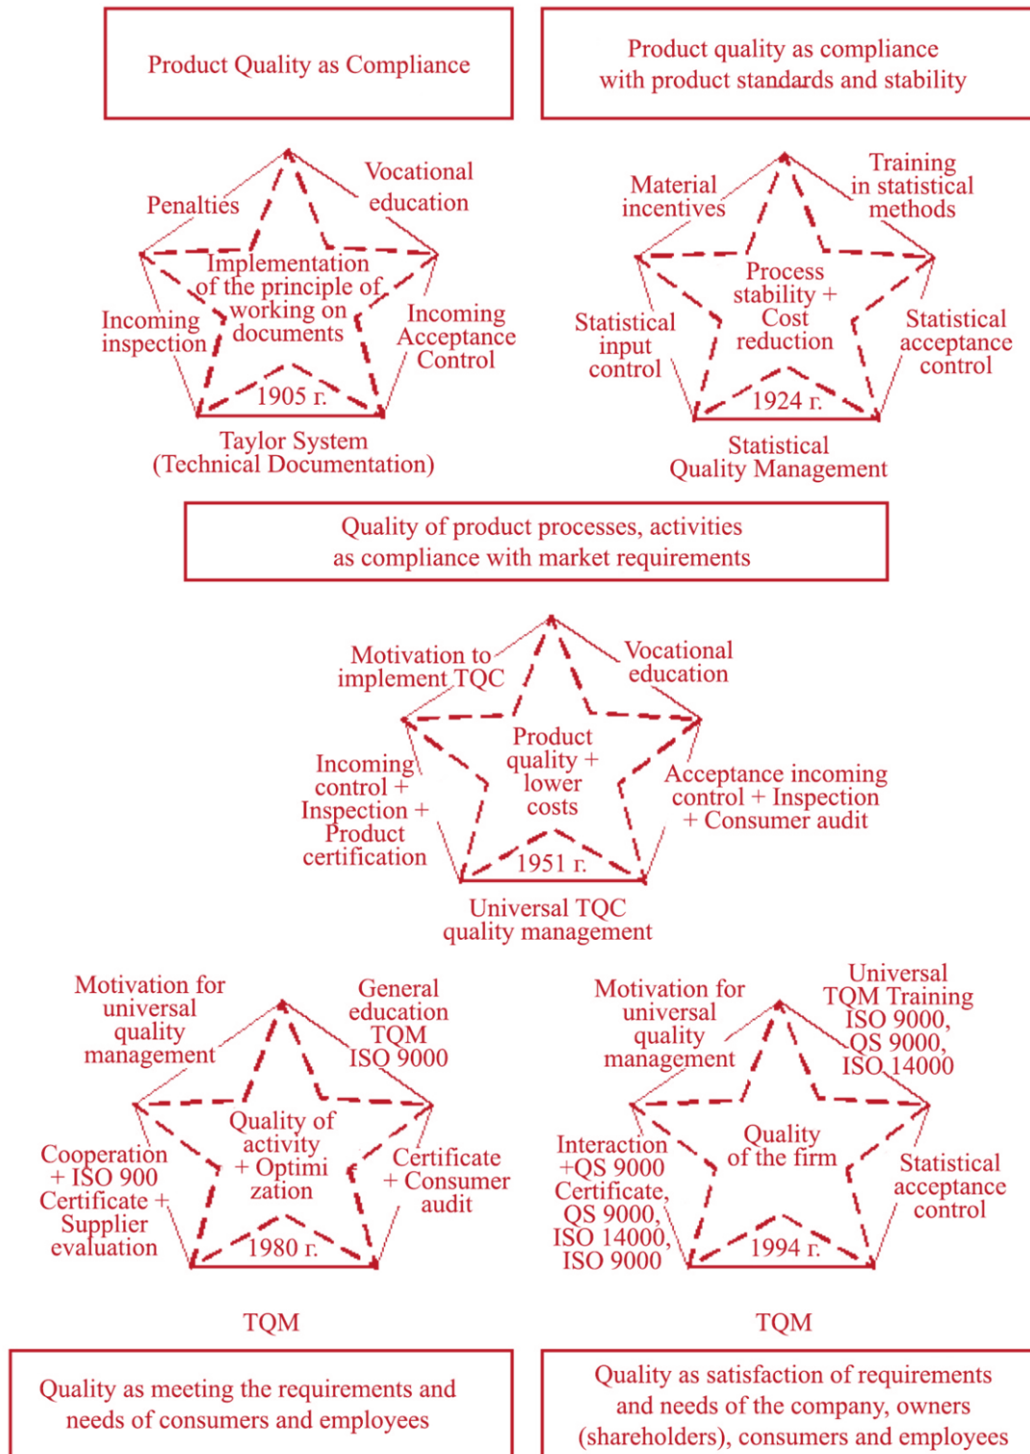 Product Quality as Compliance
Product quality as compliance
with product standards and stability
Penalties
Vocational
education
Implementation
of the principle of
working on
documents
Incoming
inspection
Incoming
Acceptance
Control
1905 г.
Taylor System
(Technical Documentation)
Material
incentives
Training
in statistical
methods
Process
stability +
Cost
reduction
Statistical
input
control
Statistical
acceptance
control
1924 г.
Statistical
Quality Management
Quality of product processes, activities
as compliance with market requirements
Motivation to
implement TQC
Vocational
education
Product
quality +
lower
costs
Incoming
control +
Inspection +
Product
certification
Acceptance incoming
control + Inspection
+ Consumer audit
1951 г.
Universal TQC
quality management
Motivation for
universal
quality
management
General
education
TQM
ISO 9000
Quality of
activity
+ Optimi
zation
Cooperation
+ ISO 900
Certificate +
Supplier
evaluation
Certificate
+ Consumer
audit
1980 г.
TQM
Quality as meeting the requirements and
needs of consumers and employees
Motivation for
universal
quality
management
Universal
TQM Training
ISO 9000,
QS 9000,
ISO 14000
Quality
of the firm
Interaction
+QS 9000
Certificate,
QS 9000,
ISO 14000,
ISO 9000
Statistical
acceptance
control
1994 г.
TQM
Quality as satisfaction of requirements
and needs of the company, owners
(shareholders), consumers and employees